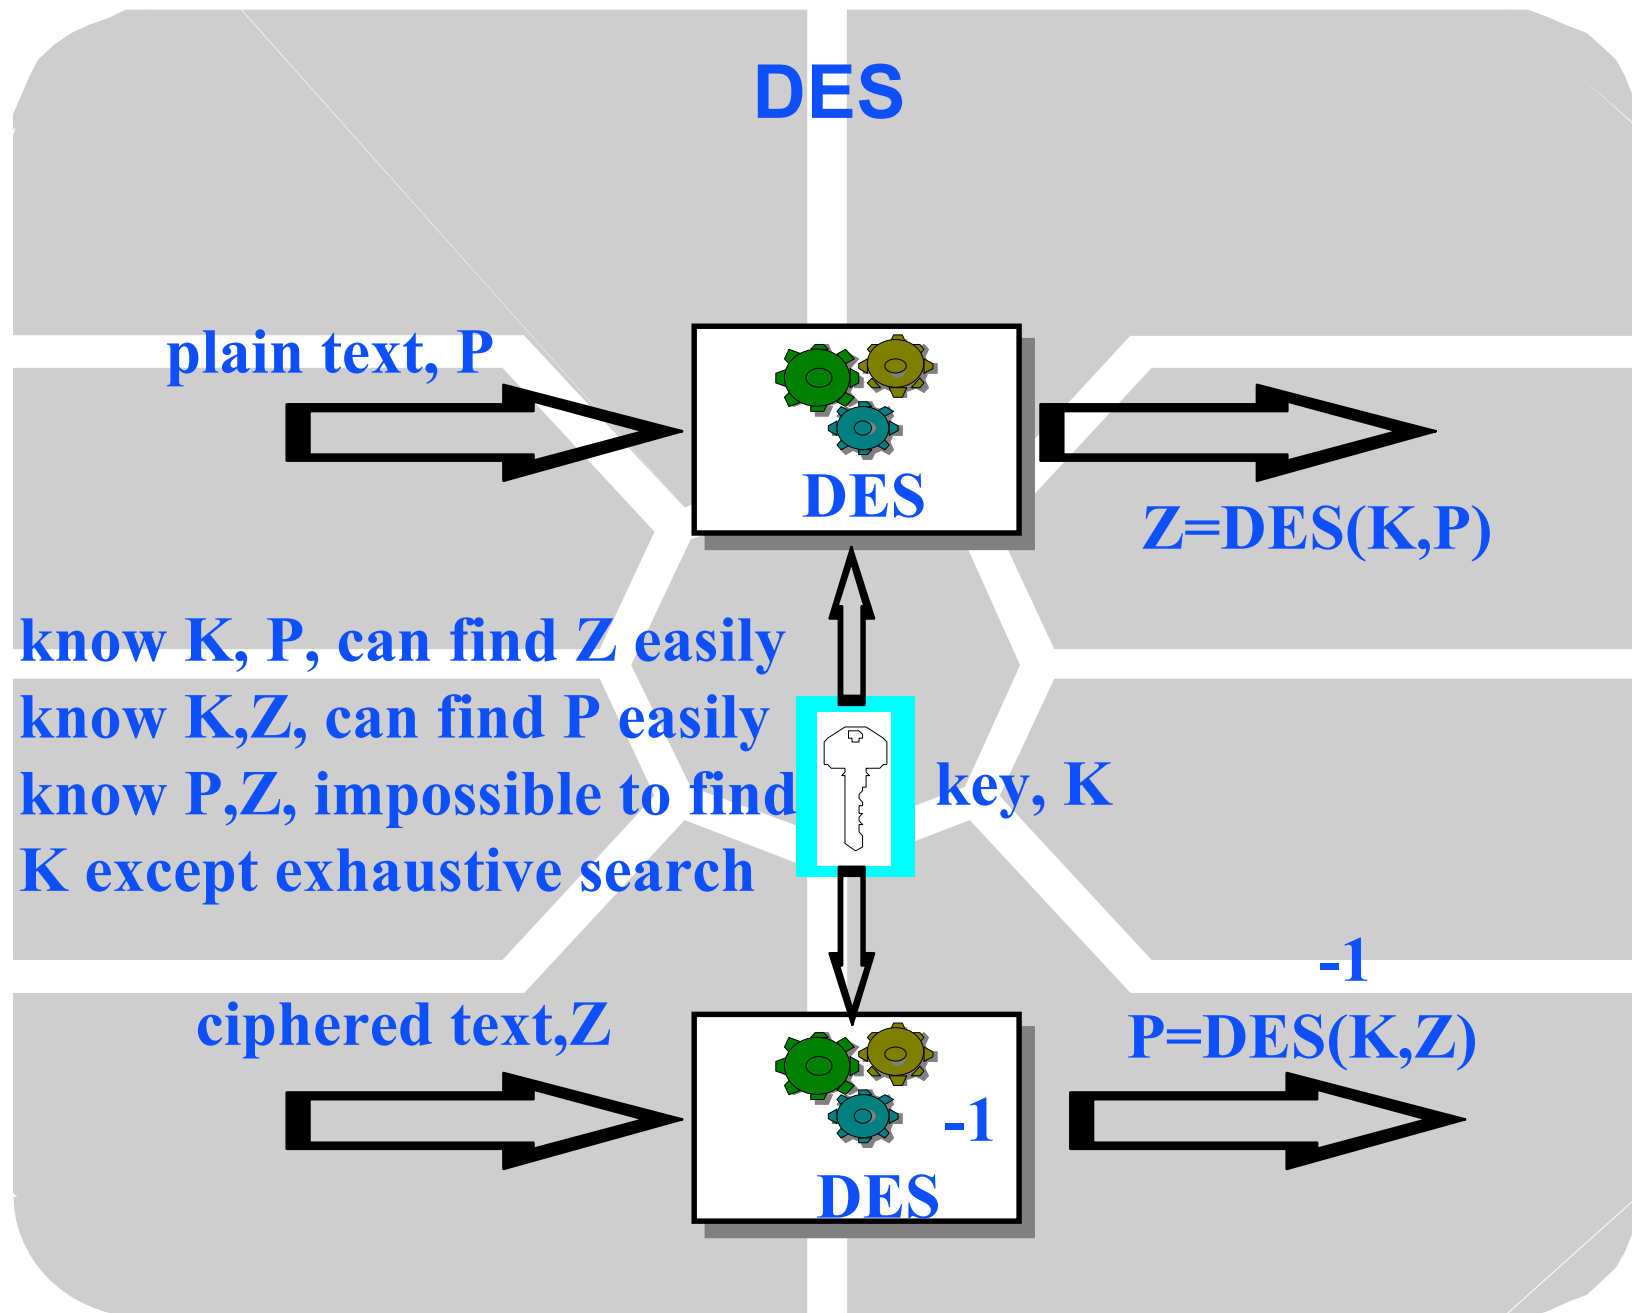 DES
plain text, P
DES
Z=DES(K,P)
know K, P, can find Z easily
know K,Z, can find P easily
know P,Z, impossible to find
K except exhaustive search
key, K
ciphered text,Z
-1
DES
-1
P=DES(K,Z)